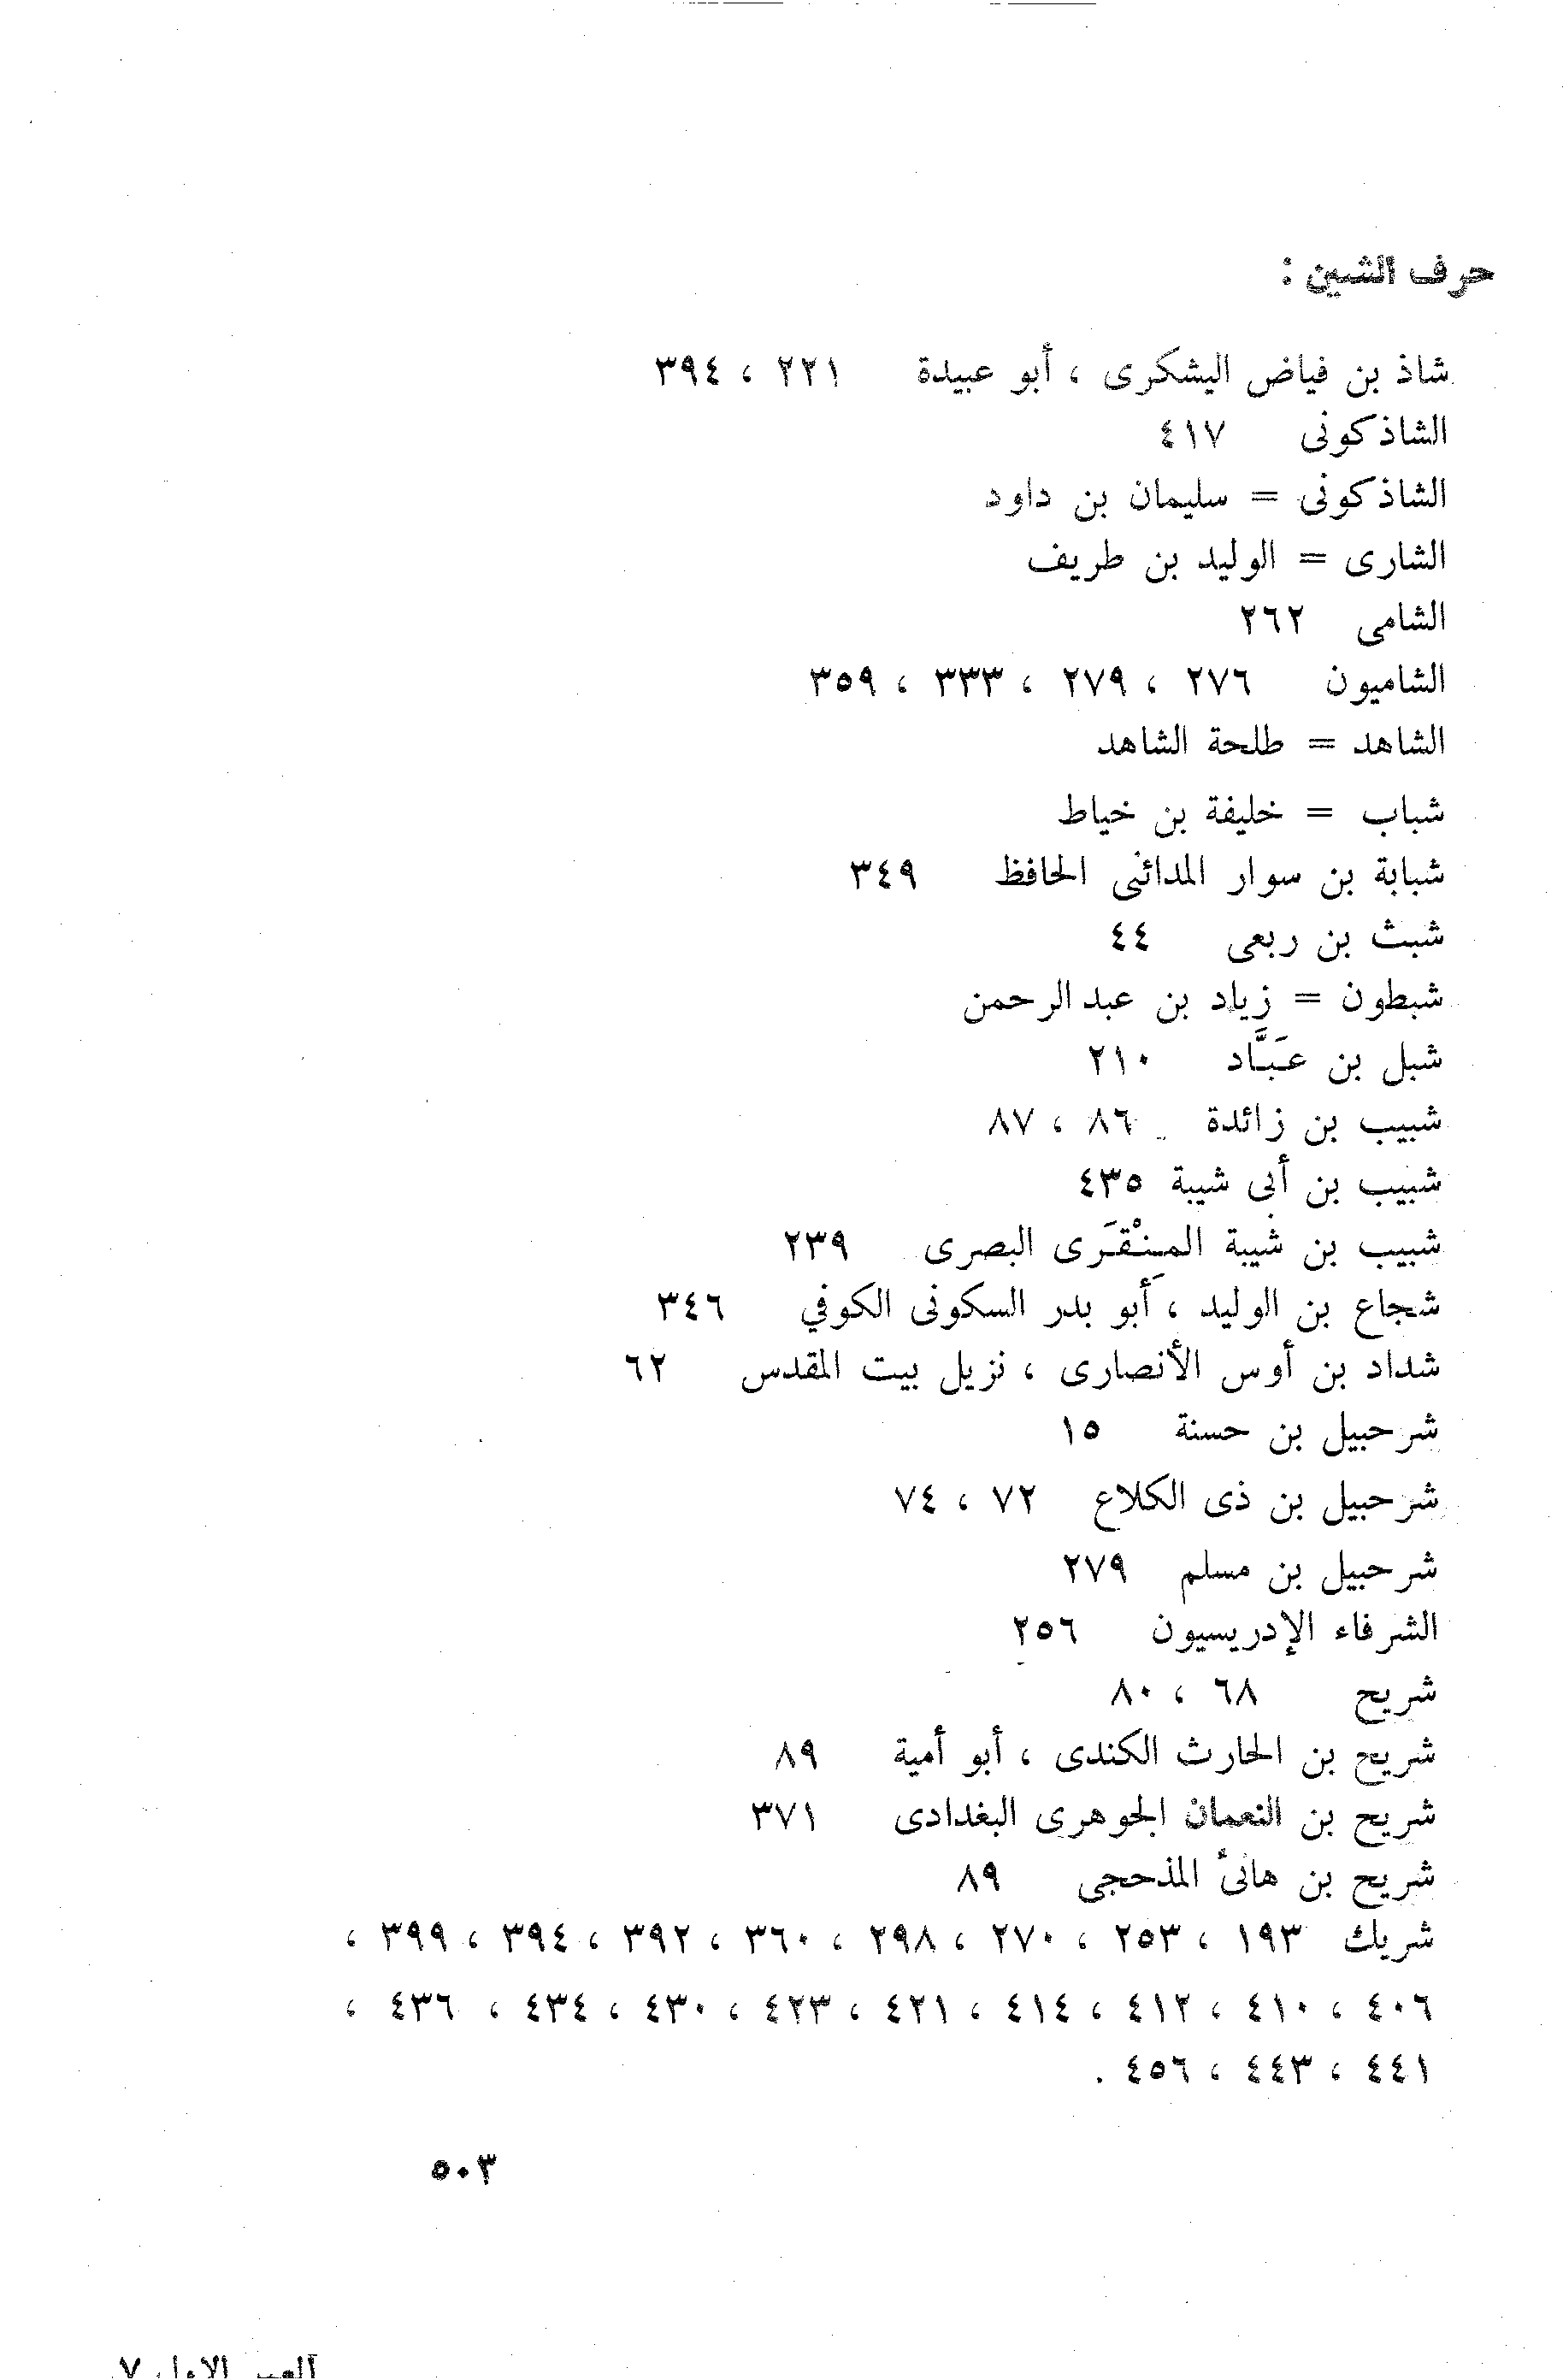 حرف الشين :
شاذ بن فياض اليشكرى ، أبو عبيدة ٢٢١ ، ٣٩٤
الشاذكونى ٤١٧
الشاذكونى = سليمان بن داود
الشارى = الوليد بن طريف
الشامى ٢٦٢
الشاميون ٢٧٦ ، ٢٧٩ ، ٣٣٣ ، ٣٥٩
الشاهد = طلحة الشاهد
شباب = خليفة بن خياط
شبابة بن سوار المدائنى الحافظ ٣٤٩
شبث بن ربعى ٤٤
شبطون = زياد بن عبدالرحمن
شبل بن عَبَّاد ٢١٠
شبيب بن زائدة ٨٦ ، ٨٧
شبيب بن أبى شيبة ٤٣٥
شبيب بن شيبة المنْقَرى البصرى ٢٣٩
شجاع بن الوليد ، أبو بدر السكونى الكوفي ٣٤٦
شداد بن أوس الأنصارى ، نزيل بيت المقدس ٦٢
شرحبيل بن حسنة ١٥
شرحبيل بن ذى الكلاع ٧٢ ، ٧٤
شرحبيل بن مسلم ٢٧٩
الشرفاء الإدريسيون ٢٥٦
شريح ٦٨ ، ٨٠
شريح بن الحارث الكندى ، أبو أمية ٨٩
شريح بن النعمان الجوهرى البغدادى ٣٧١
شريح بن هانئ المذحجى ٨٩
شريك ١٩٣ ، ٢٥٣ ، ٢٧٠ ، ٢٩٨ ، ٣٦٠ ، ٣٩٢ ، ٣٩٤ ، ٣٩٩ ،
٤٠٦ ، ٤١٠ ، ٤١٢ ، ٤١٤ ، ٤٢١ ، ٤٢٣ ، ٤٣٠ ، ٤٣٤ ، ٤٣٦ ،
٤٤١ ، ٤٤٣ ، ٤٥٦ .
٥٠٣